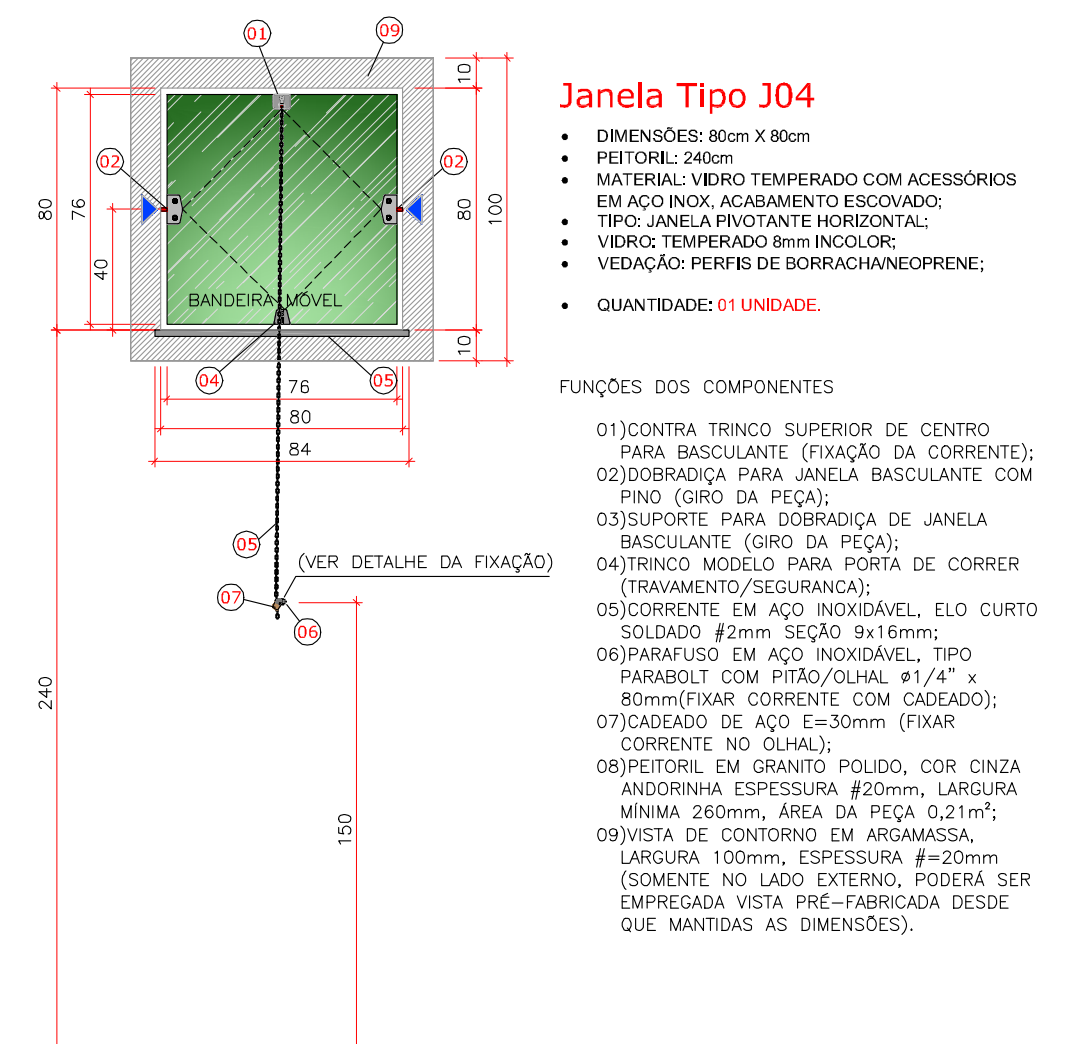 01
09
10
Janela Tipo J04
• DIMENSÕES: 80cm X 80cm
• PEITORIL: 240cm
• MATERIAL: VIDRO TEMPERADO COM ACESSÓRIOS
EM AÇO INOX, ACABAMENTO ESCOVADO;
• TIPO: JANELA PIVOTANTE HORIZONTAL;
• VIDRO: TEMPERADO 8mm INCOLOR;
• VEDAÇÃO: PERFIS DE BORRACHA/NEOPRENE;
• QUANTIDADE: 01 UNIDADE.
02
02
80
76
40
80
100
BANDEIRA MÓVEL
10
04
05
76
80
84
05
(VER DETALHE DA FIXAÇÃO)
07
06
240
150
FUNÇÕES DOS COMPONENTES
01)CONTRA TRINCO SUPERIOR DE CENTRO
PARA BASCULANTE (FIXAÇÃO DA CORRENTE);
02)DOBRADIÇA PARA JANELA BASCULANTE COM
PINO (GIRO DA PEÇA);
03)SUPORTE PARA DOBRADIÇA DE JANELA
BASCULANTE (GIRO DA PEÇA);
04)TRINCO MODELO PARA PORTA DE CORRER
(TRAVAMENTO/SEGURANCA);
05)CORRENTE EM AÇO INOXIDÁVEL, ELO CURTO
SOLDADO #2mm SEÇÃO 9x16mm;
06)PARAFUSO EM AÇO INOXIDÁVEL, TIPO
PARABOLT COM PITÃO/OLHAL ø1/4" x
80mm(FIXAR CORRENTE COM CADEADO);
07)CADEADO DE AÇO E=30mm (FIXAR
CORRENTE NO OLHAL);
08)PEITORIL EM GRANITO POLIDO, COR CINZA
ANDORINHA ESPESSURA #20mm, LARGURA
MÍNIMA 260mm, ÁREA DA PEÇA 0,21m²;
09)VISTA DE CONTORNO EM ARGAMASSA,
LARGURA 100mm, ESPESSURA #=20mm
(SOMENTE NO LADO EXTERNO, PODERÁ SER
EMPREGADA VISTA PRÉ-FABRICADA DESDE
QUE MANTIDAS AS DIMENSÕES).